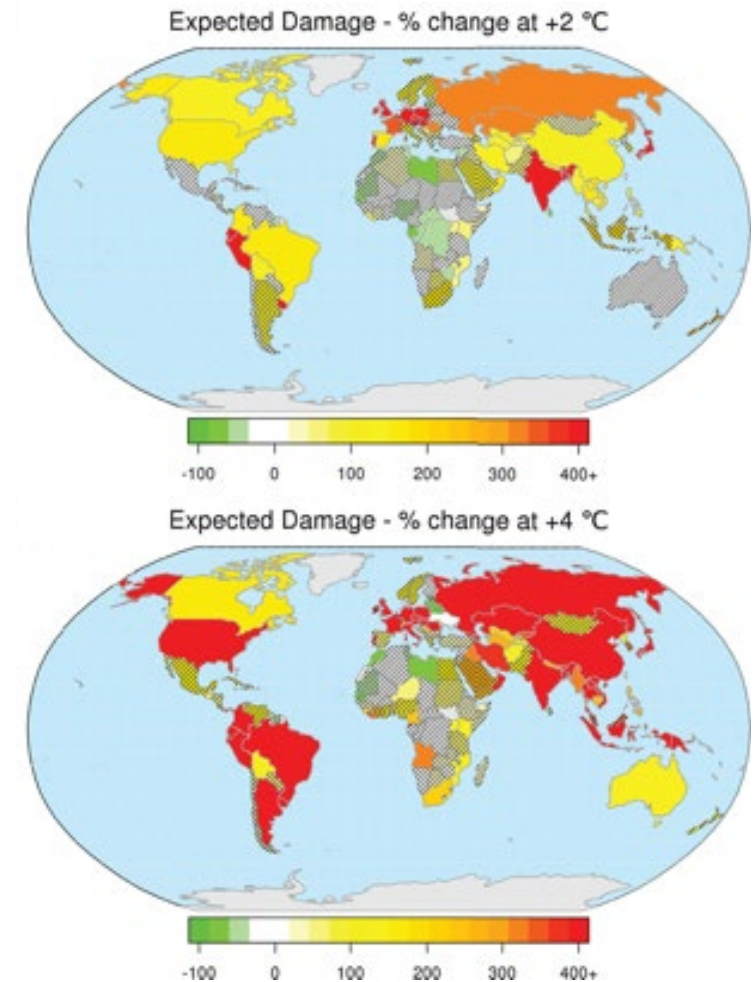 Expected Damage - % change at +2 °C
-100 0 100 200 300 400+
Expected Damage - % change at +4 °C
-100 0 100 200 300 400+